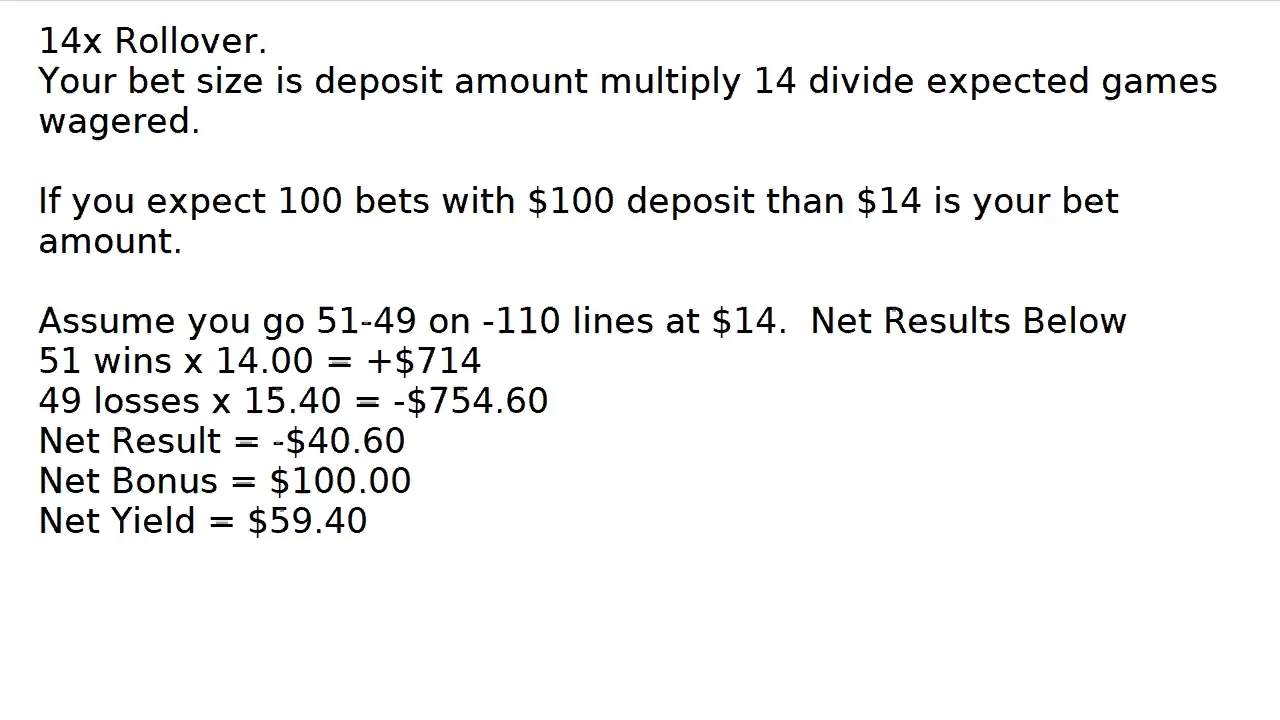 14x Rollover.
Your bet size is deposit amount multiply 14 divide expected games
wagered.
If you expect 100 bets with $100 deposit than $14 is your bet
amount.
Assume you go 51-49 on -110 lines at $14.  Net Results Below
51 wins x 14.00 = +$714
49 losses x 15.40 = -$754.60
Net Result = -$40.60
Net Bonus = $100.00
Net Yield = $59.40